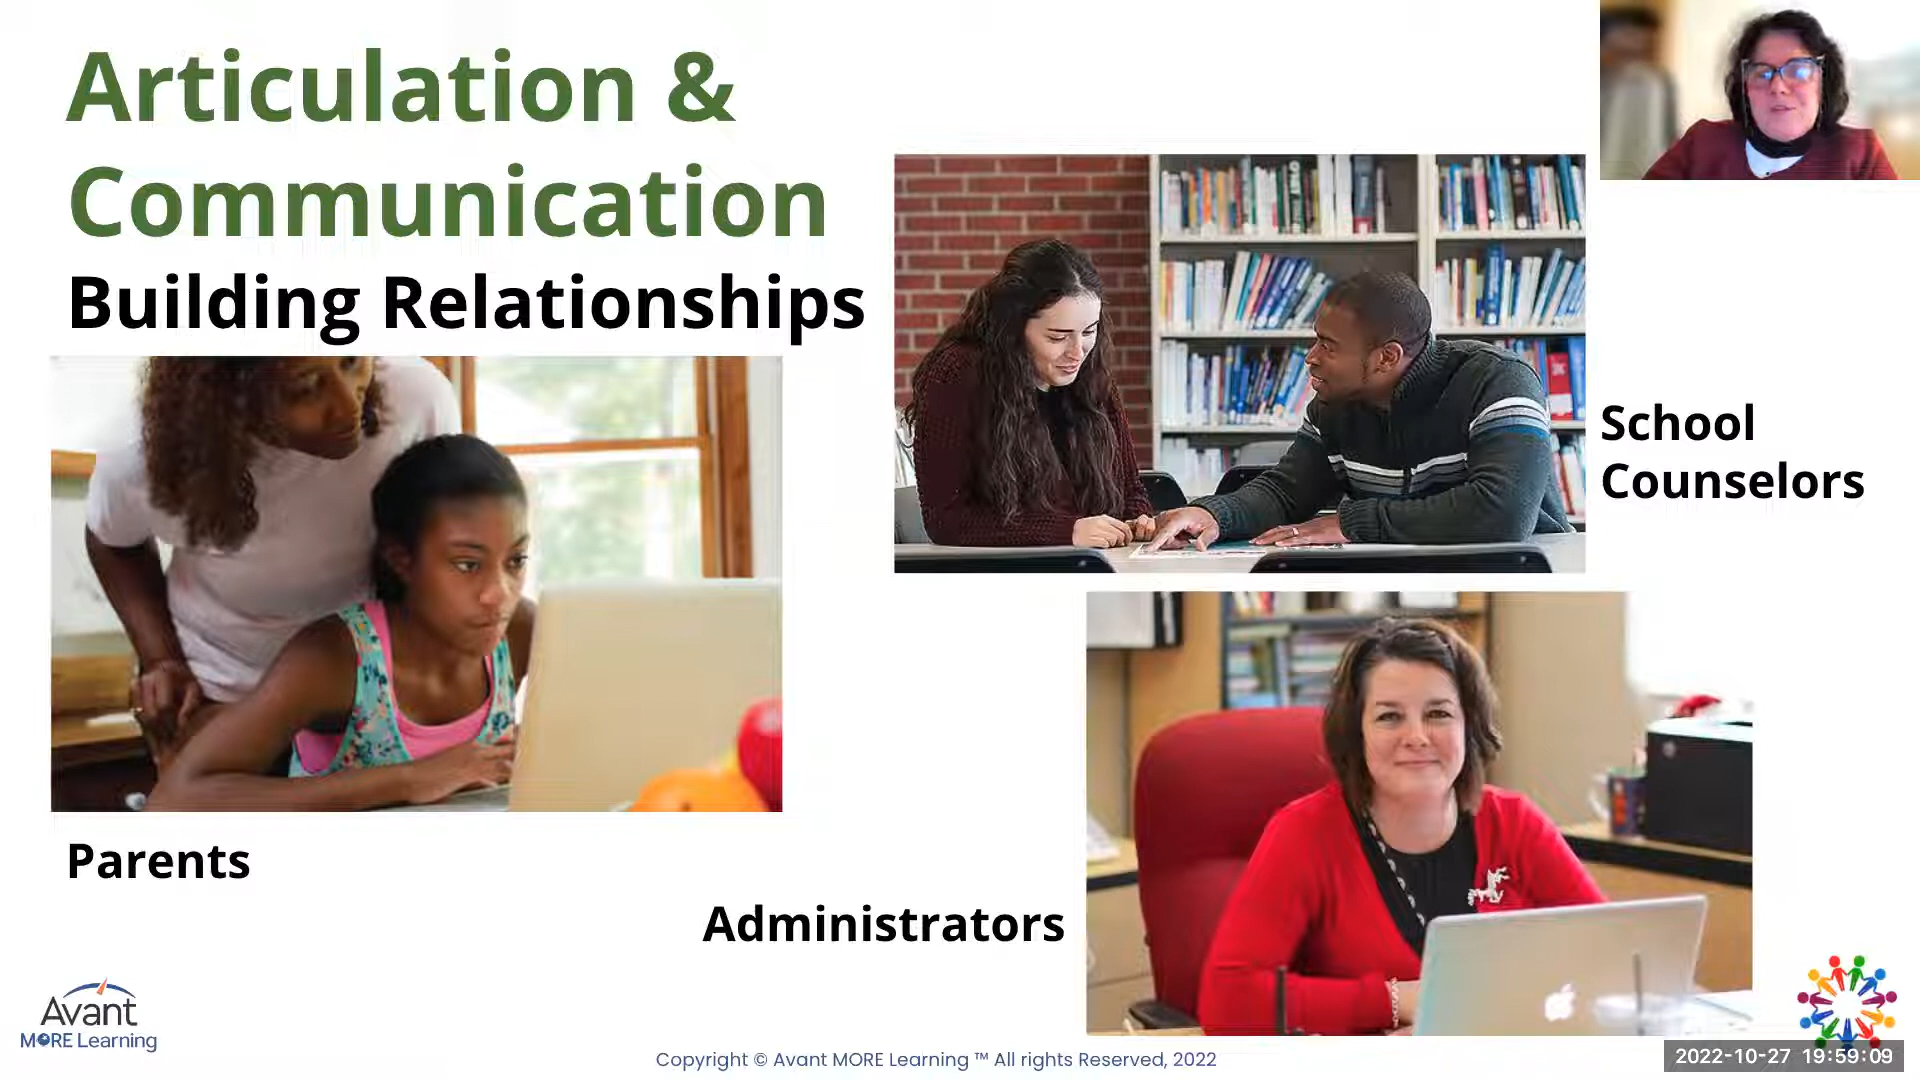 Articulation &
Communication
Building Relationships
School
Counselors
Parents
Administrators
Avant
MORE Learning
Copyright © Avant MORE Learning ™ All rights Reserved, 2022
2022-10-27 19:59:09